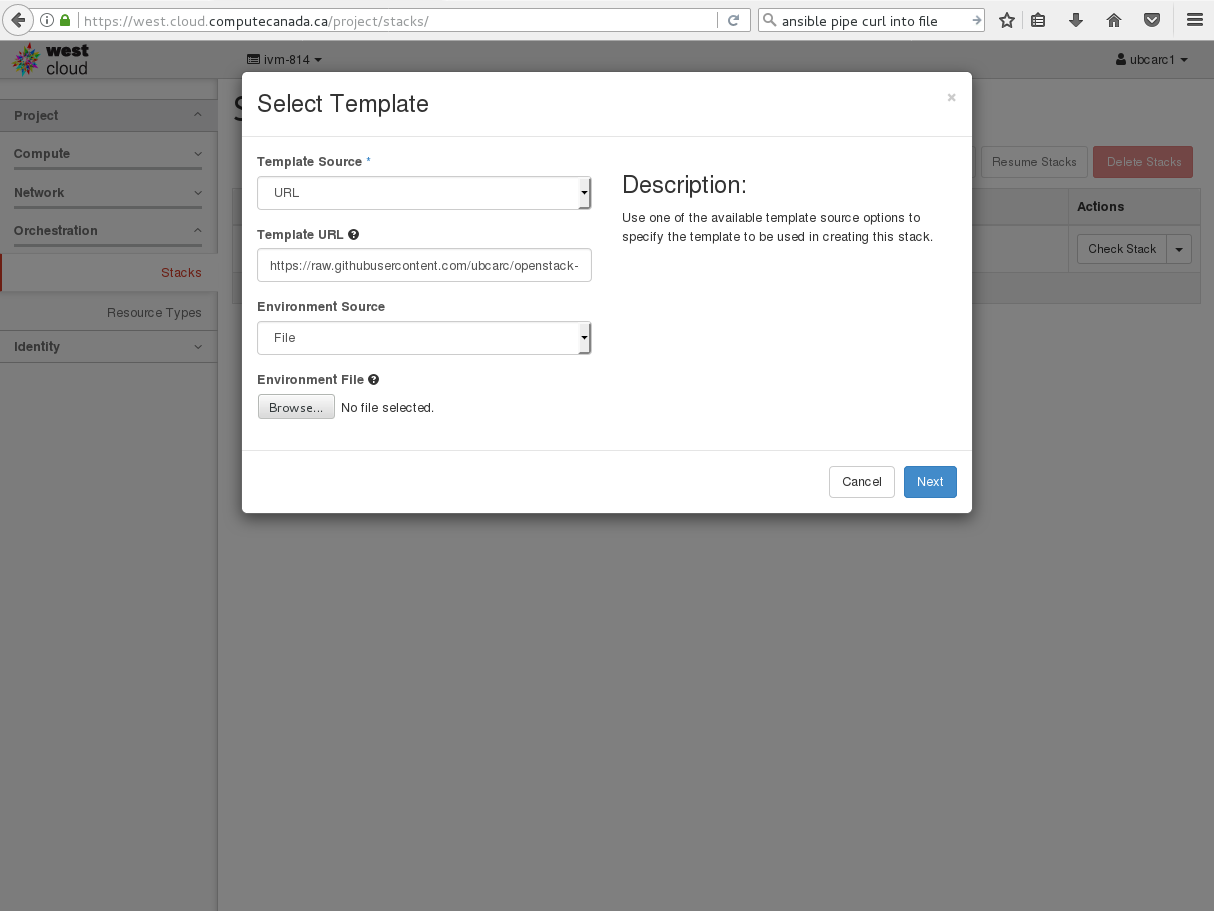 https://west.cloud.computecanada.ca/project/stacks/
ansible pipe curl into file
west
cloud
ivm-814
ubcarc1
Select Template
×
Project
Compute
Network
Orchestration
Stacks
Resource Types
Identity
S
Resume Stacks
Delete Stacks
Actions
Check Stack
Template Source *
URL
Template URL
https://raw.githubusercontent.com/ubcarc/openstack-
Environment Source
File
Environment File
Browse... No file selected.
Description:
Use one of the available template source options to
specify the template to be used in creating this stack.
Cancel
Next